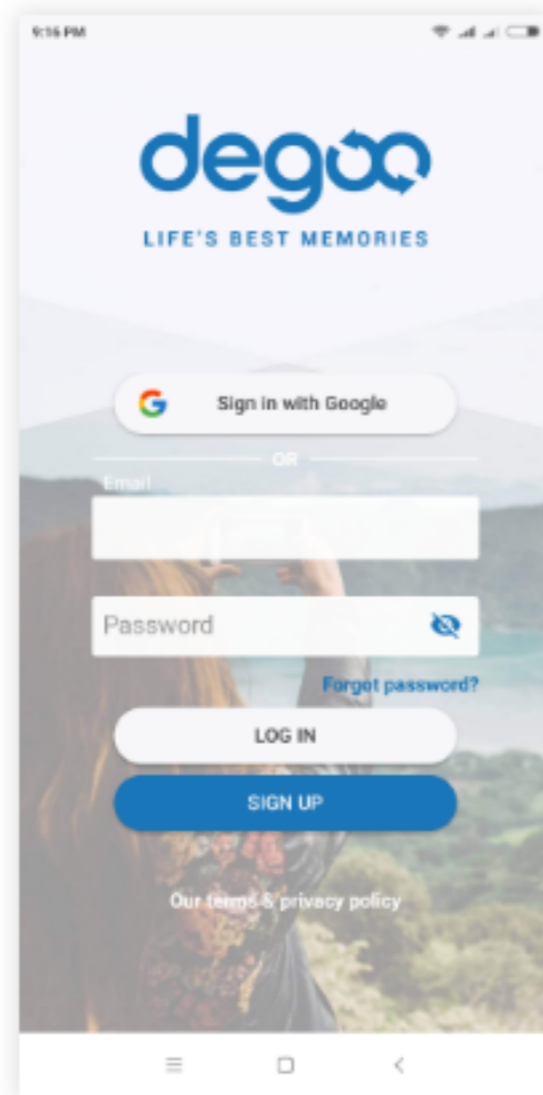 9:16 PM
degoo
LIFE'S BEST MEMORIES
Sign in with Google
OR
Email
Password
Forgot password?
LOG IN
SIGN UP
Our terms & privacy policy